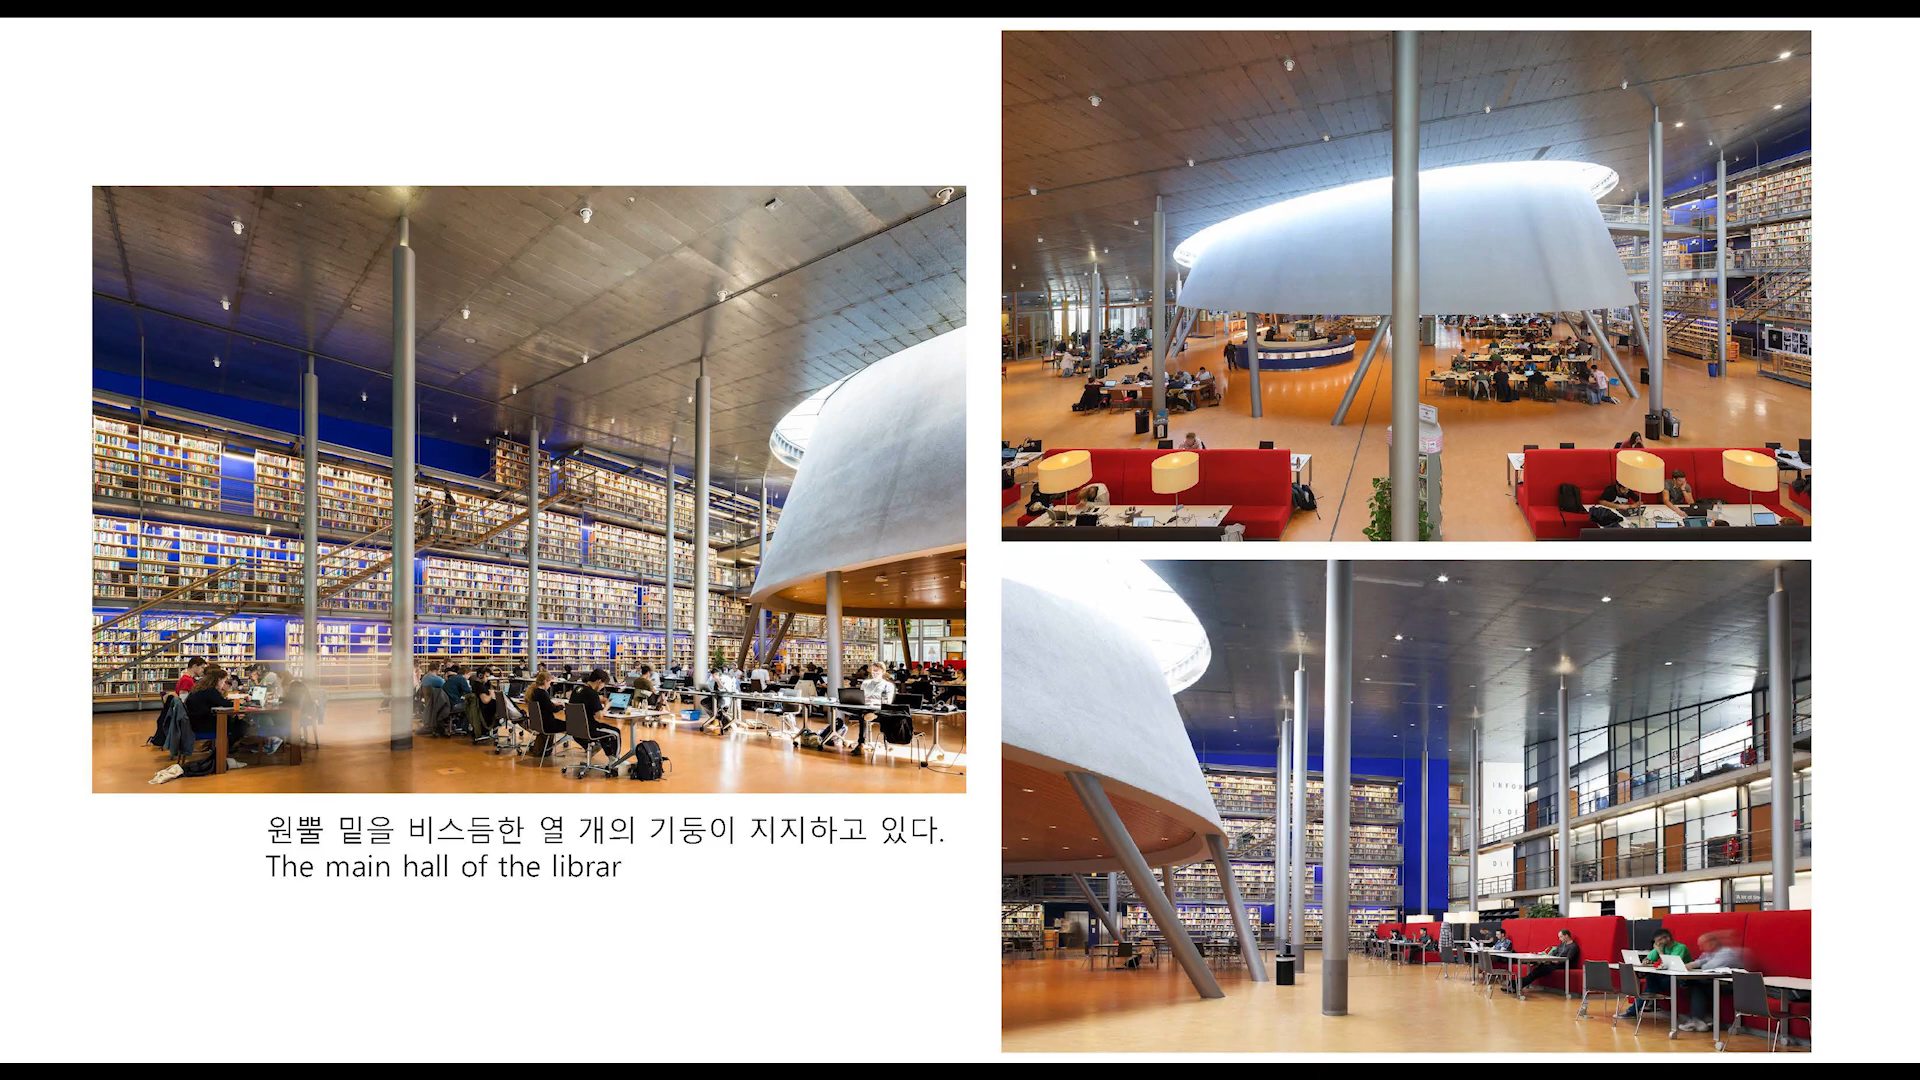 원뿔 밑을 비스듬한 열 개의 기둥이 지지하고 있다.
The main hall of the librar